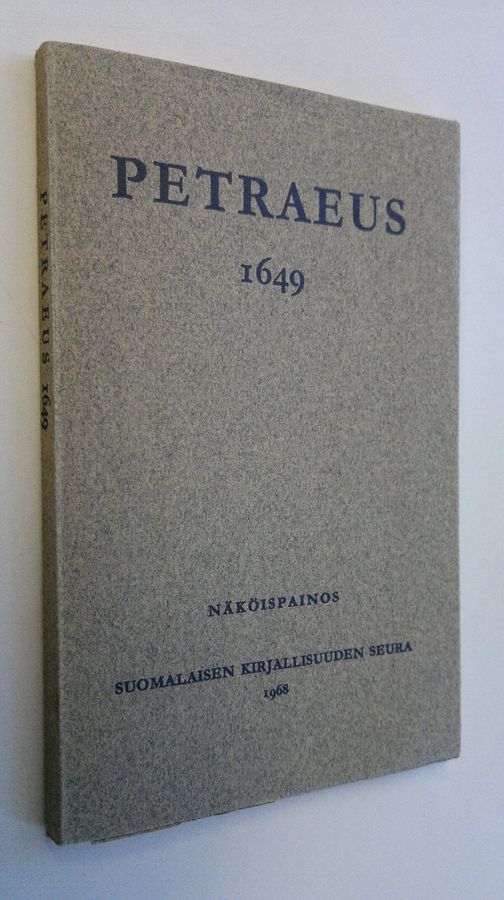 PETRAEUS 1649
PETRAEUS
1649
NÄKÖISPAINOS
SUOMALAISEN KIRJALLISUUDEN SEURA
1968